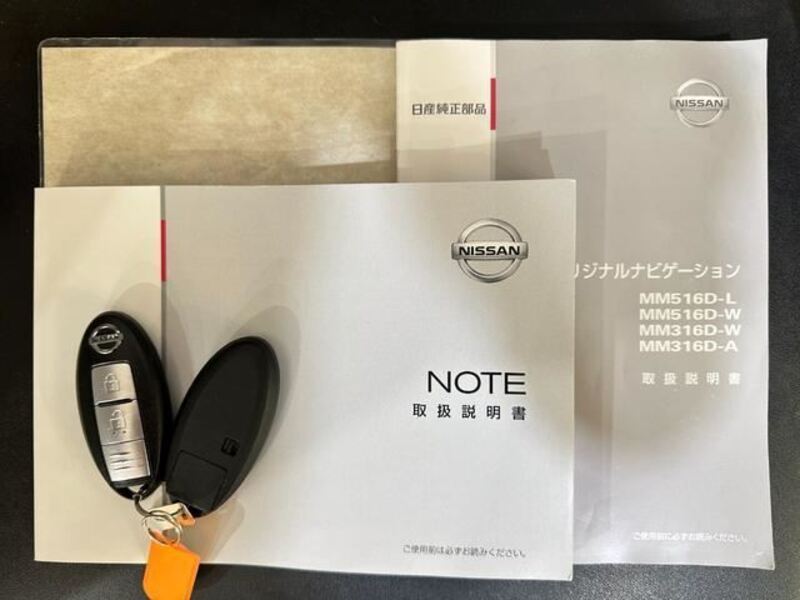 日産純正部品
NISSAN
リジナルナビゲーション
MM516D-L
MM516D-W
MM316D-W
MM316D-A
取扱説明書
ご使用前に必ずお読みください。
NISSAN
NOTE
取扱説明書
ご使用前は必ずお読みください。